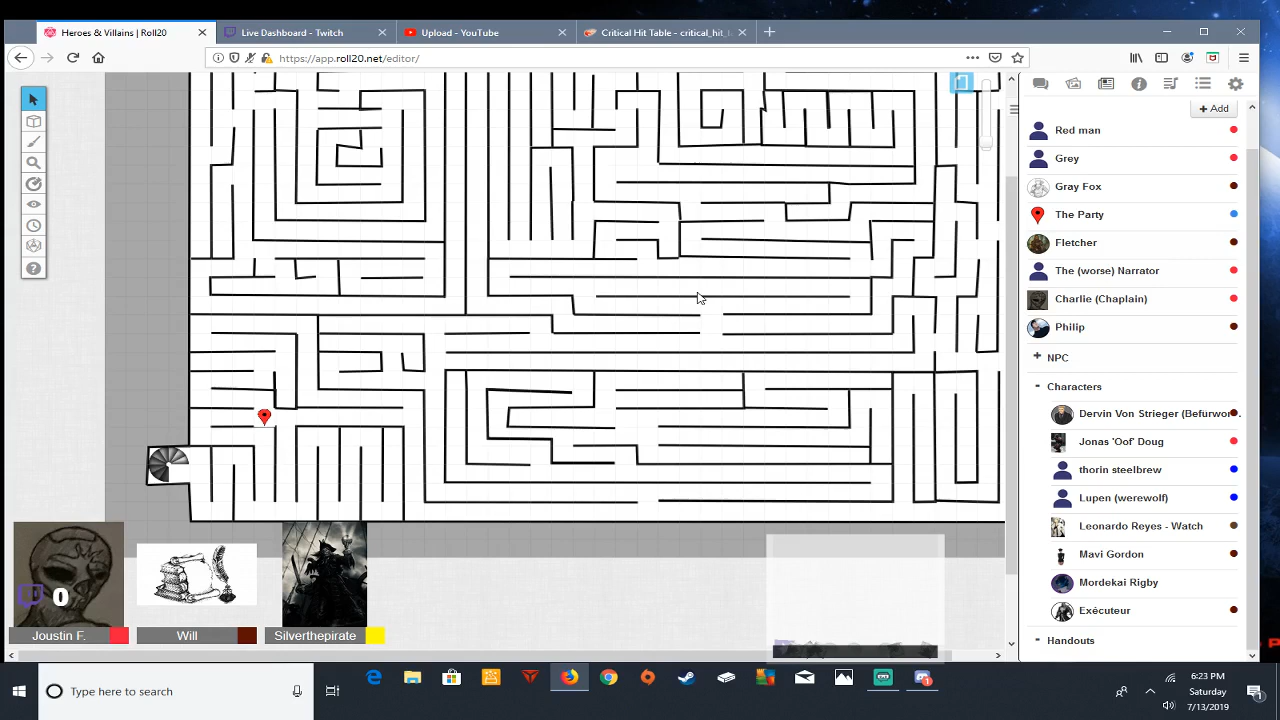 Heroes & Villains | Roll20
Live Dashboard - Twitch
Upload - YouTube
Critical Hit Table - critical_hit_
https://app.roll20.net/editor/
+ Add
Red man
Grey
Gray Fox
The Party
Fletcher
The (worse) Narrator
Charlie (Chaplain)
Philip
NPC
Characters
Dervin Von Strieger (Befürwor...
Jonas 'Oof' Doug
thorin steelbrew
Lupen (werewolf)
Leonardo Reyes - Watch
Mavi Gordon
Mordekai Rigby
Exécuteur
Handouts
0
Joustin F.
Will
Silverthepirate
Type here to search
6:23 PM
Saturday
7/13/2019